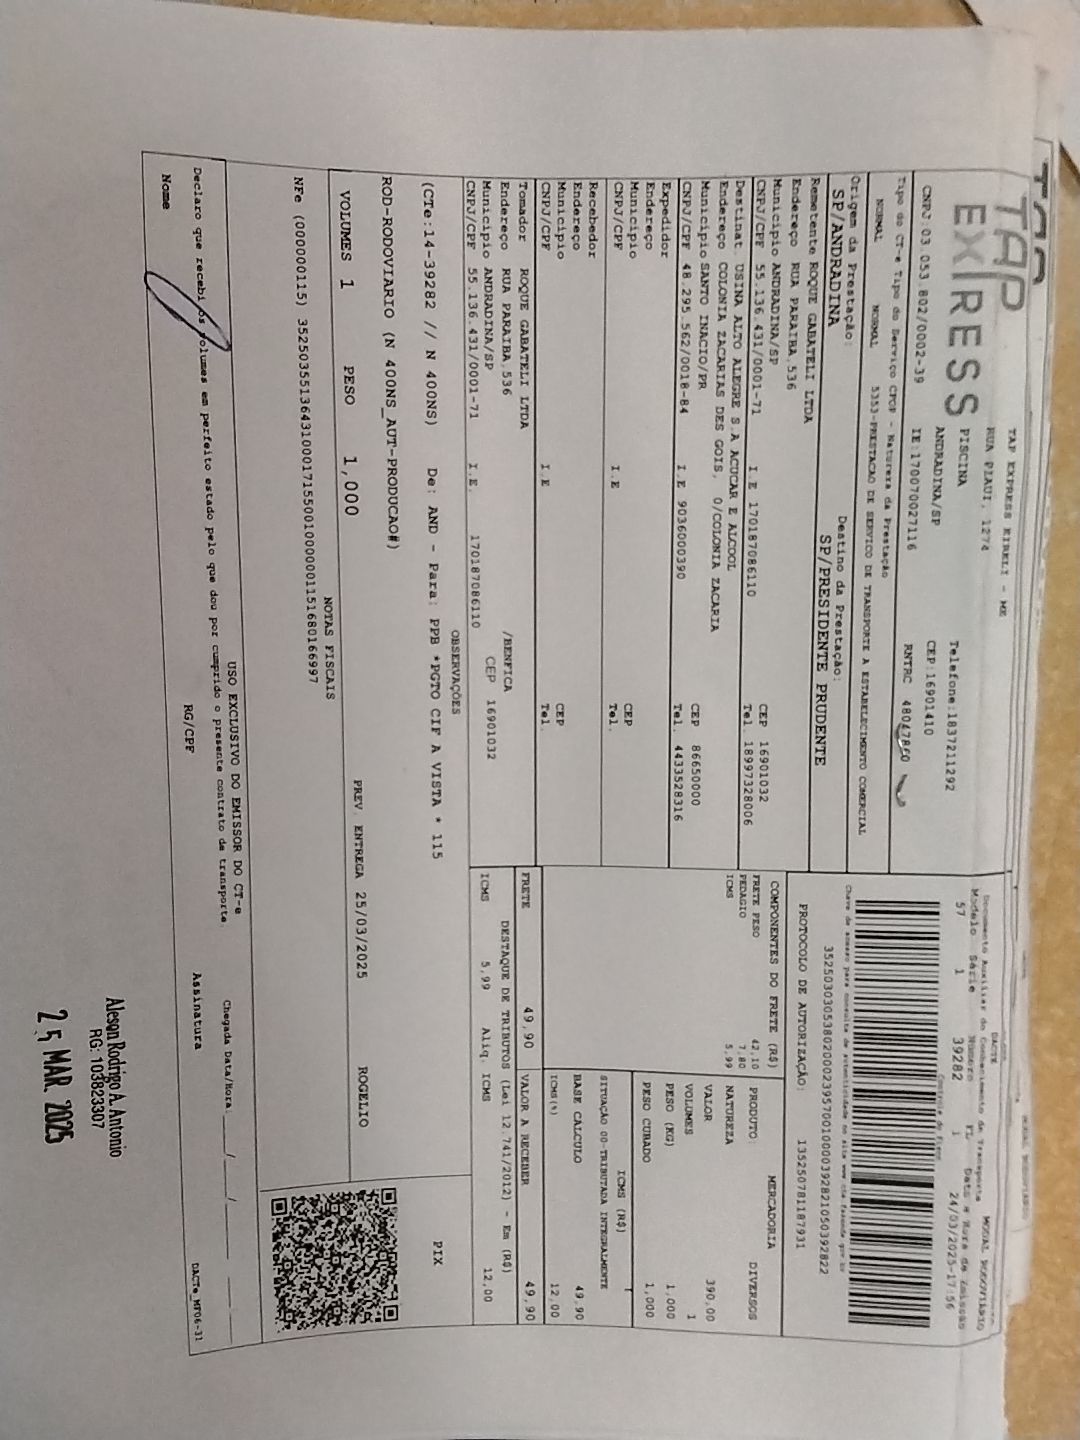 TAP
EXPRESS
TAP EXPRESS EIRELI - ME
RUA PIAUI, 1274
PISCINA
ANDRADINA/SP
Telefone:1837211292
CEP:16901410
CNPJ.03.053.802/0002-39 IE:170070027116 RNTRC
Tipo do CT-e Tipo do Serviço CFOP - Natureza da Prestação
NORMAL NORMAL 5353-PRESTACAO DE SERVICO DE TRANSPORTE A ESTABELECIMENTO COMERCIAL
Origem da Prestação: Destino da Prestação:
SP/ANDRADINA SP/PRESIDENTE PRUDENTE
DACTE
Documento Auxiliar do Conhecimento de Transporte MODAL RODOVIÁRIO
Modelo Série Número FL Data e Hora de Emissão
57 1 39282 1 24/03/2025-17:56
Controle do Fisco
Chave de acesso para consulta de autenticidade no site www.cte.fazenda.gov.br
PROTOCOLO DE AUTORIZAÇÃO: 135250781187931
Remetente ROQUE GABATELI LTDA
Endereço RUA PARAIBA,536
Município ANDRADINA/SP CEP 16901032
CNPJ/CPF 55.136.431/0001-71 I.E 170187086110 Tel. 18997328006
Destinat. USINA ALTO ALEGRE S.A ACUCAR E ALCOOL
Endereço COLONIA ZACARIAS DES GOIS, 0/COLONIA ZACARIA
Município SANTO INACIO/PR CEP 86650000
CNPJ/CPF 48.295.562/0018-84 I.E 9036000390 Tel. 4433528316
Expedidor
Endereço
Município CEP
CNPJ/CPF I.E Tel.
Recebedor
Endereço
Município CEP
CNPJ/CPF I.E Tel.
Tomador ROQUE GABATELI LTDA
Endereço RUA PARAIBA,536 /BENFICA
Município ANDRADINA/SP CEP 16901032
CNPJ/CPF 55.136.431/0001-71 I.E. 170187086110
COMPONENTES DO FRETE (R$)
FRETE PESO 42,10
PEDAGIO 7,80
ICMS 5,99
MERCADORIA
PRODUTO: DIVERSOS
NATUREZA
VALOR 390,00
VOLUMES 1
PESO (KG) 1,000
PESO CUBADO 1,000
ICMS (R$)
SITUAÇÃO 00-TRIBUTADA INTEGRALMENTE
BASE CALCULO 49,90
ICMS(%) 12,00
FRETE 49,90 VALOR A RECEBER 49,90
DESTAQUE DE TRIBUTOS (Lei 12.741/2012) - Em (R$)
ICMS 5,99 Aliq. ICMS 12,00
OBSERVAÇÕES
(CTe:14-39282 // N 400NS) De: AND - Para: PPB *PGTO CIF A VISTA * 115
ROD-RODOVIARIO (N 400NS_AUT-PRODUCAO#)
PIX
VOLUMES 1 PESO 1,000 PREV. ENTREGA 25/03/2025 ROGELIO
NOTAS FISCAIS
NFe (000000115)
USO EXCLUSIVO DO EMISSOR DO CT-e
Declaro que recebi os volumes em perfeito estado pelo que dou por cumprido o presente contrato de transporte. Chegada Data/Hora ____/____/____
Nome RG/CPF Assinatura
DACTe_MF06-31
Aleson Rodrigo A. Antonio
RG: 103823307
25 MAR. 2025